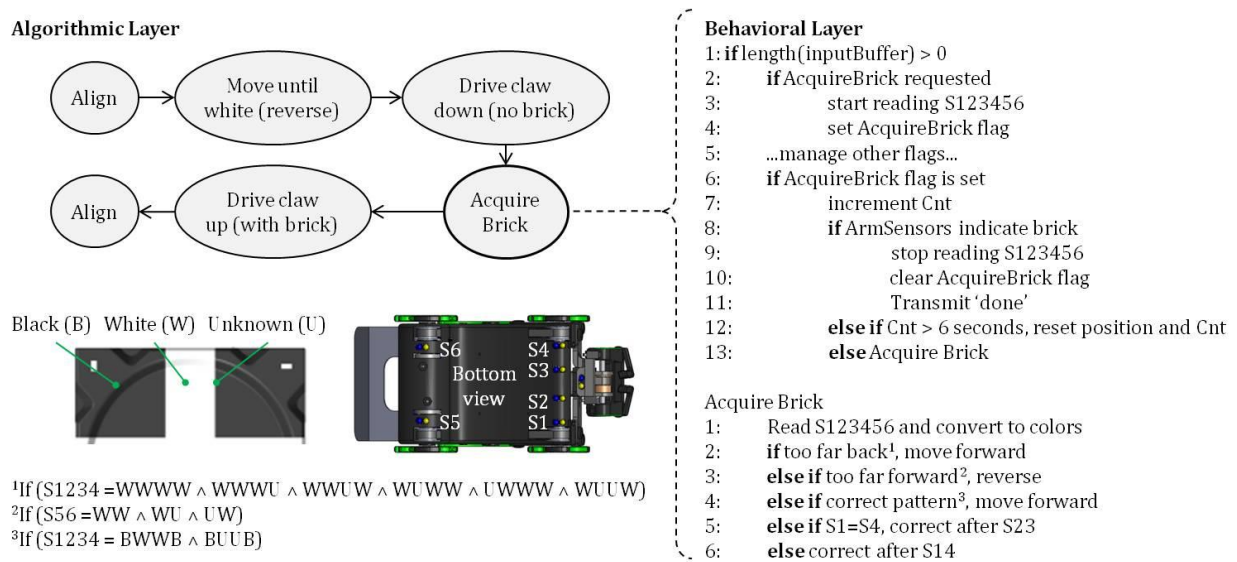 Algorithmic Layer
Align
Move until
white (reverse)
Drive claw
down (no brick)
Align
Drive claw
up (with brick)
Acquire
Brick
Black (B) White (W) Unknown (U)
S6
S4
S3
Bottom
view
S2
S5
S1
¹If (S1234 =WWWW ∧ WWWU ∧ WWUW ∧ WUWW ∧ UWWW ∧ WUUW)
²If (S56 =WW ∧ WU ∧ UW)
³If (S1234 = BWWB ∧ BUUB)
Behavioral Layer
1: if length(inputBuffer) > 0
2: if AcquireBrick requested
3: start reading S123456
4: set AcquireBrick flag
5: ...manage other flags...
6: if AcquireBrick flag is set
7: increment Cnt
8: if ArmSensors indicate brick
9: stop reading S123456
10: clear AcquireBrick flag
11: Transmit ‘done’
12: else if Cnt > 6 seconds, reset position and Cnt
13: else Acquire Brick
Acquire Brick
1: Read S123456 and convert to colors
2: if too far back¹, move forward
3: else if too far forward², reverse
4: else if correct pattern³, move forward
5: else if S1=S4, correct after S23
6: else correct after S14